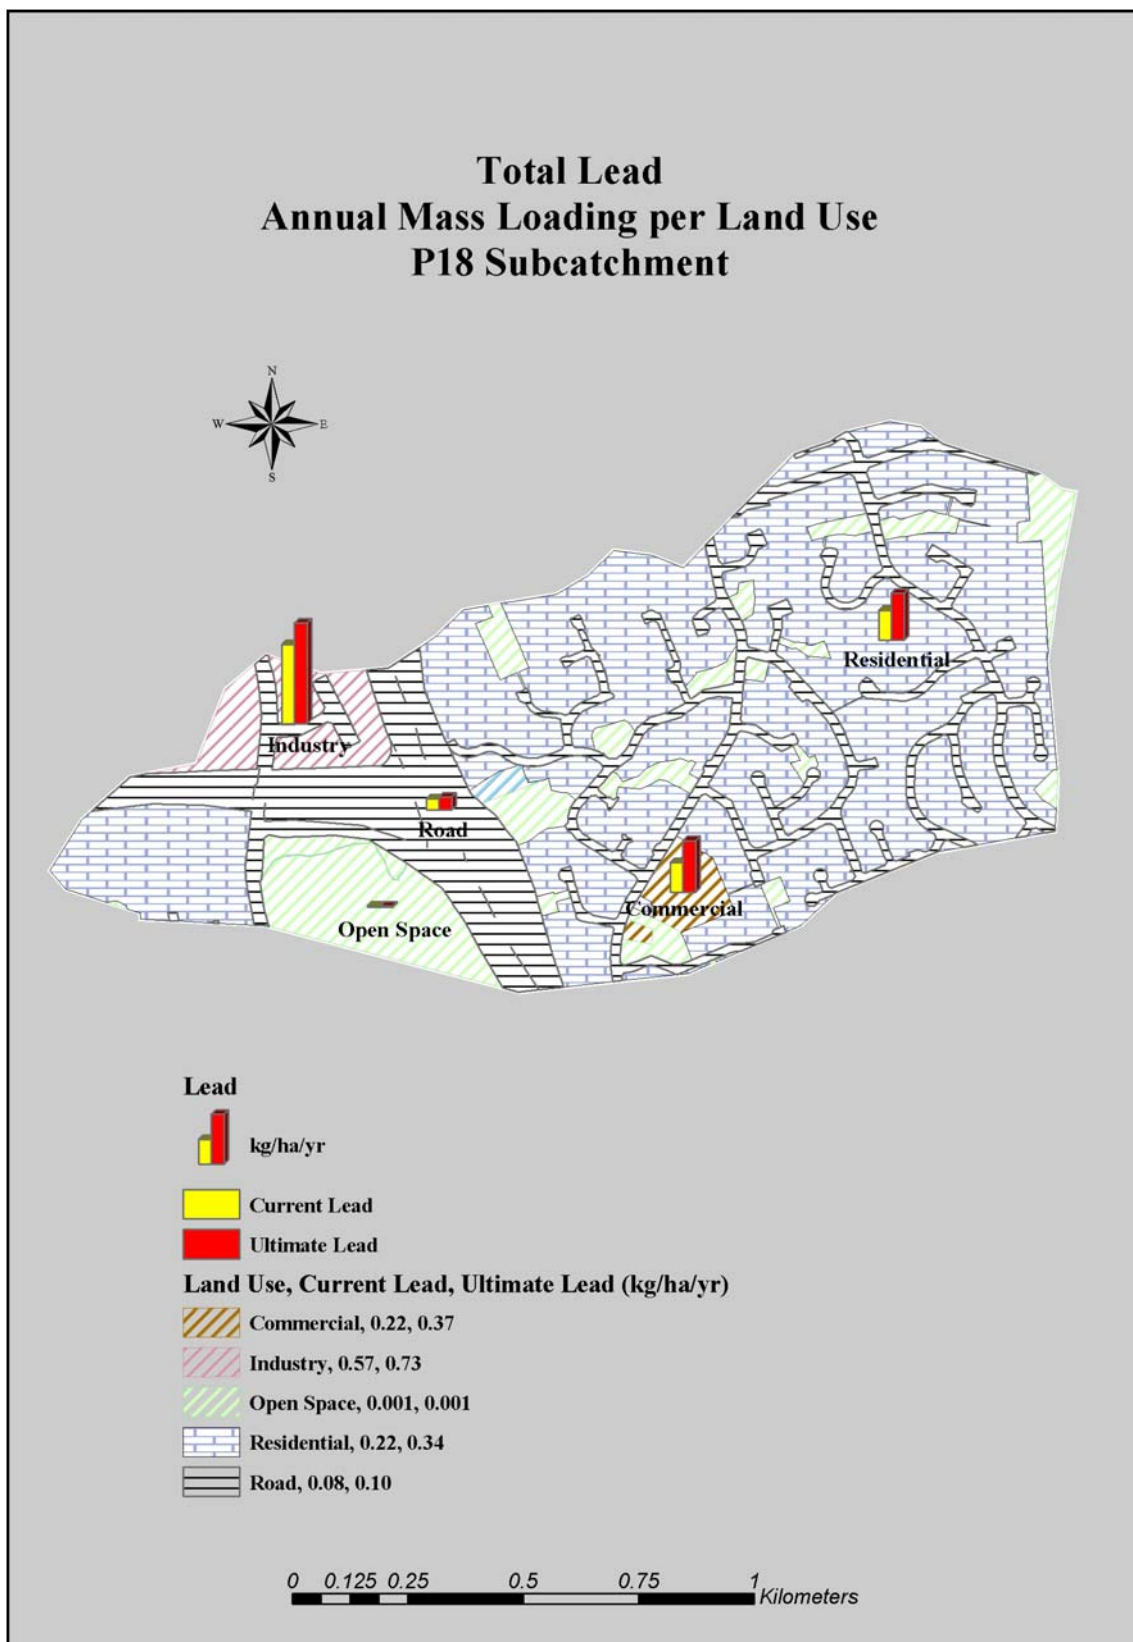 Total Lead
Annual Mass Loading per Land Use
P18 Subcatchment
N
W
E
S
Residential
Industry
Road
Commercial
Open Space
Lead
kg/ha/yr
Current Lead
Ultimate Lead
Land Use, Current Lead, Ultimate Lead (kg/ha/yr)
Commercial, 0.22, 0.37
Industry, 0.57, 0.73
Open Space, 0.001, 0.001
Residential, 0.22, 0.34
Road, 0.08, 0.10
0 0.125 0.25 0.5 0.75 1
Kilometers